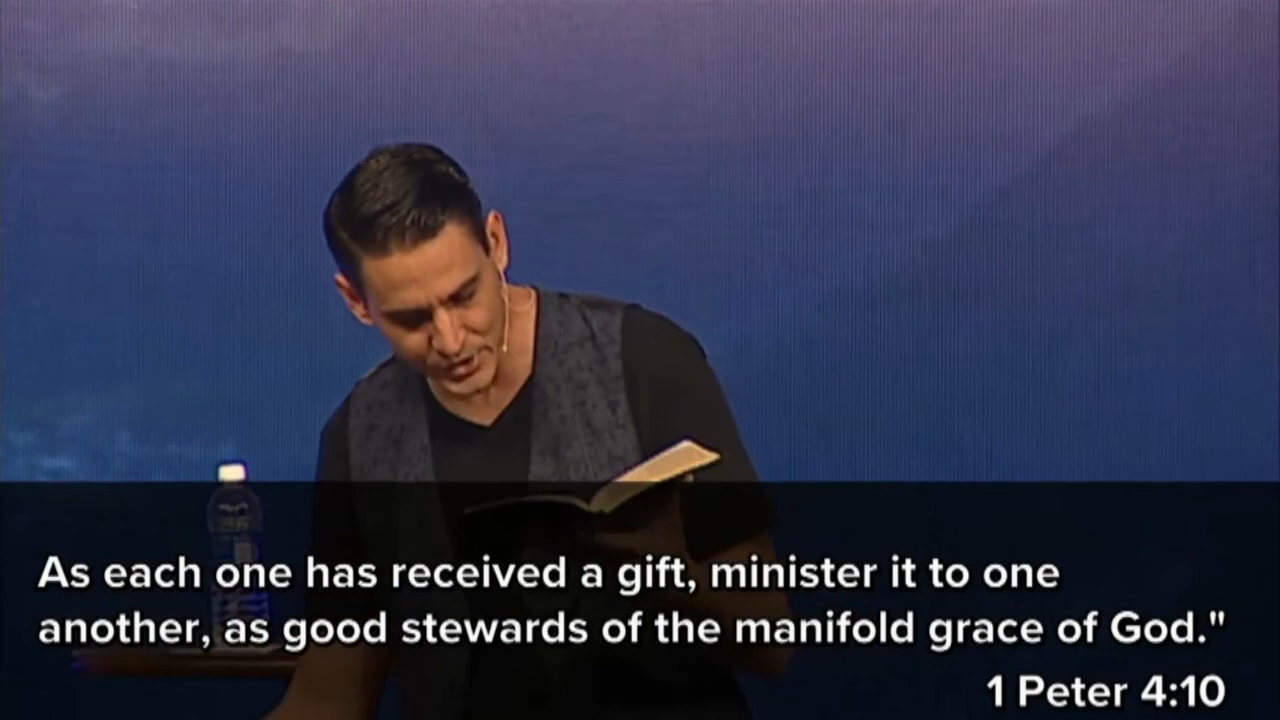 As each one has received a gift, minister it to one
another, as good stewards of the manifold grace of God."
1 Peter 4:10